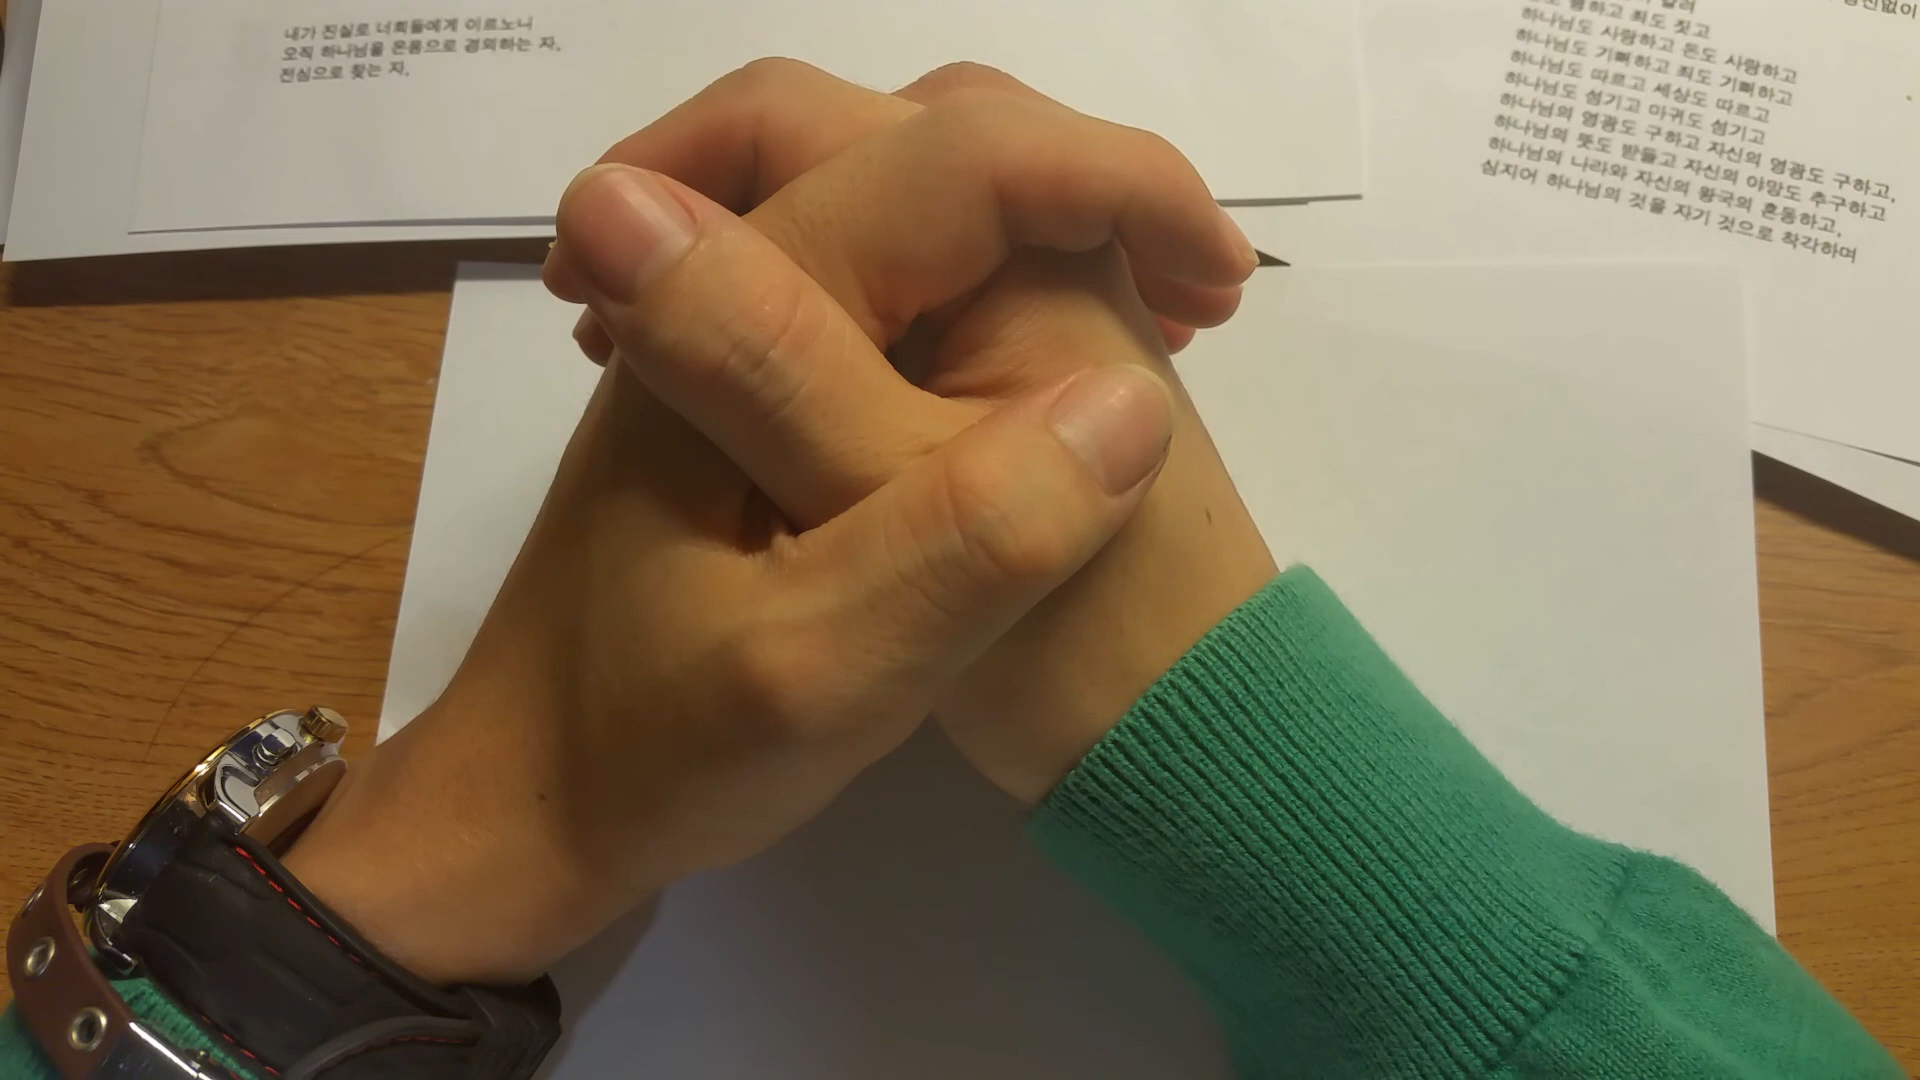 내가 진실로 너희들에게 이르노니
오직 하나님을 온몸으로 경외하는 자,
전심으로 찾는 자,
행하고 죄도 짓고
하나님도 사랑하고 돈도 사랑하고
하나님도 기뻐하고 죄도 기뻐하고
하나님도 따르고 세상도 따르고
하나님도 섬기고 마귀도 섬기고
하나님의 영광도 구하고 자신의 영광도 구하고,
하나님의 뜻도 받들고 자신의 야망도 추구하고
하나님의 나라와 자신의 왕국의 혼동하고,
심지어 하나님의 것을 자기 것으로 착각하며